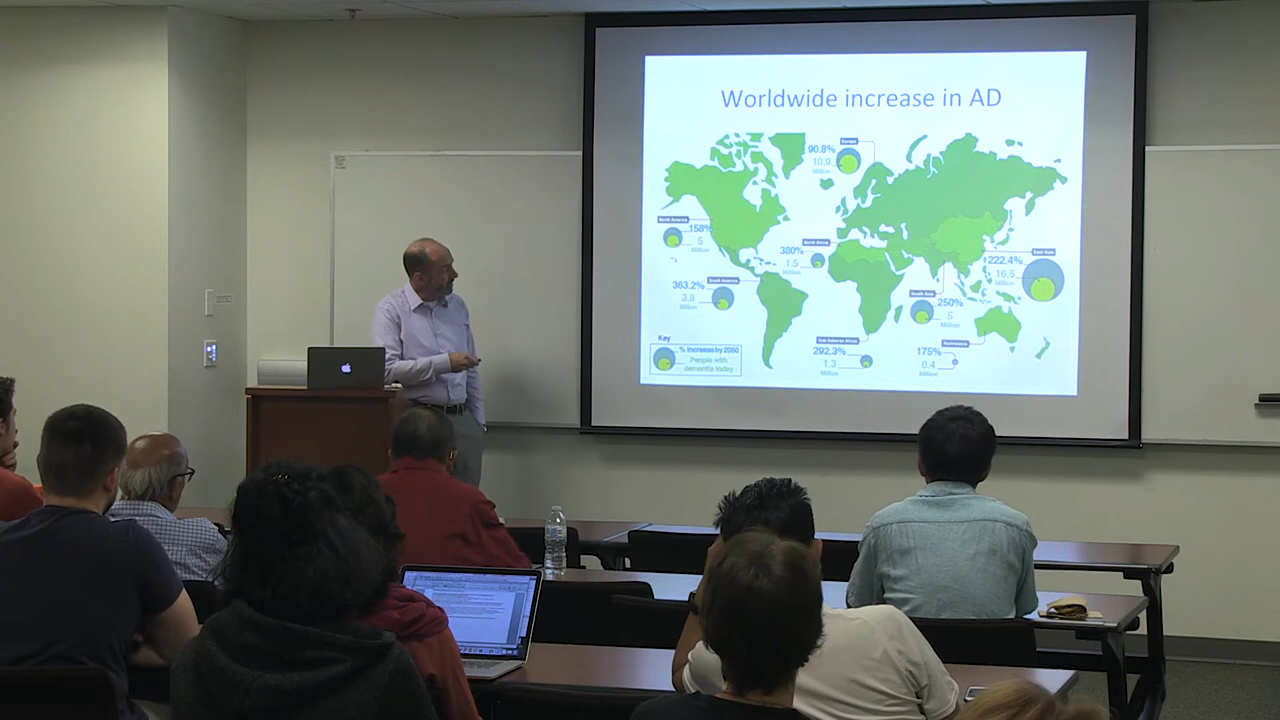 Worldwide increase in AD
Europe
90.8%
10.9
Million
North America
158%
5
Million
North Africa
380%
1.5
Million
East Asia
222.4%
16.5
Million
South America
363.2%
3.8
Million
South Asia
250%
5
Million
Sub-Saharan Africa
292.3%
1.3
Million
Australasia
175%
0.4
Million
Key
% increase by 2050
People with
dementia today